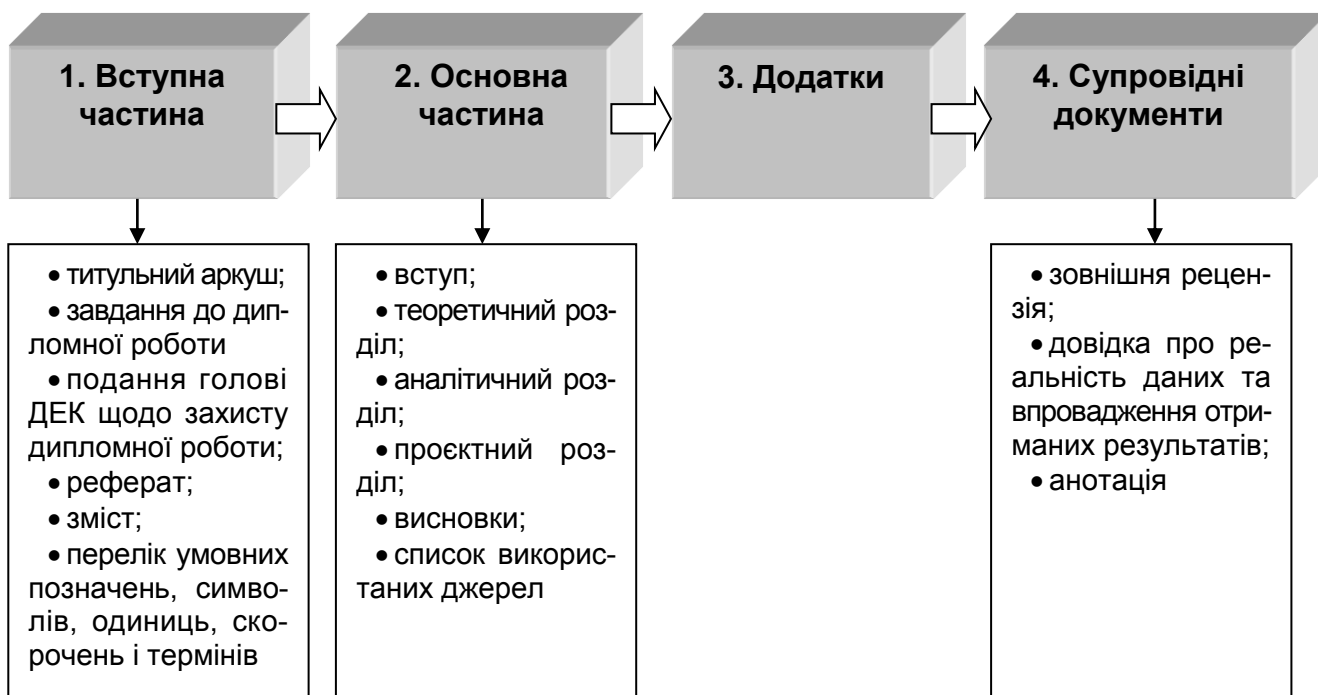 1. Вступна
частина
2. Основна
частина
3. Додатки
4. Супровідні
документи
• титульний аркуш;
• завдання до дип-
ломної роботи
• подання голові
ДЕК щодо захисту
дипломної роботи;
• реферат;
• зміст;
• перелік умовних
позначень, симво-
лів, одиниць, ско-
рочень і термінів
• вступ;
• теоретичний роз-
діл;
• аналітичний роз-
діл;
• проєктний роз-
діл;
• висновки;
• список викорис-
таних джерел
• зовнішня рецен-
зія;
• довідка про ре-
альність даних та
впровадження отри-
маних результатів;
• анотація